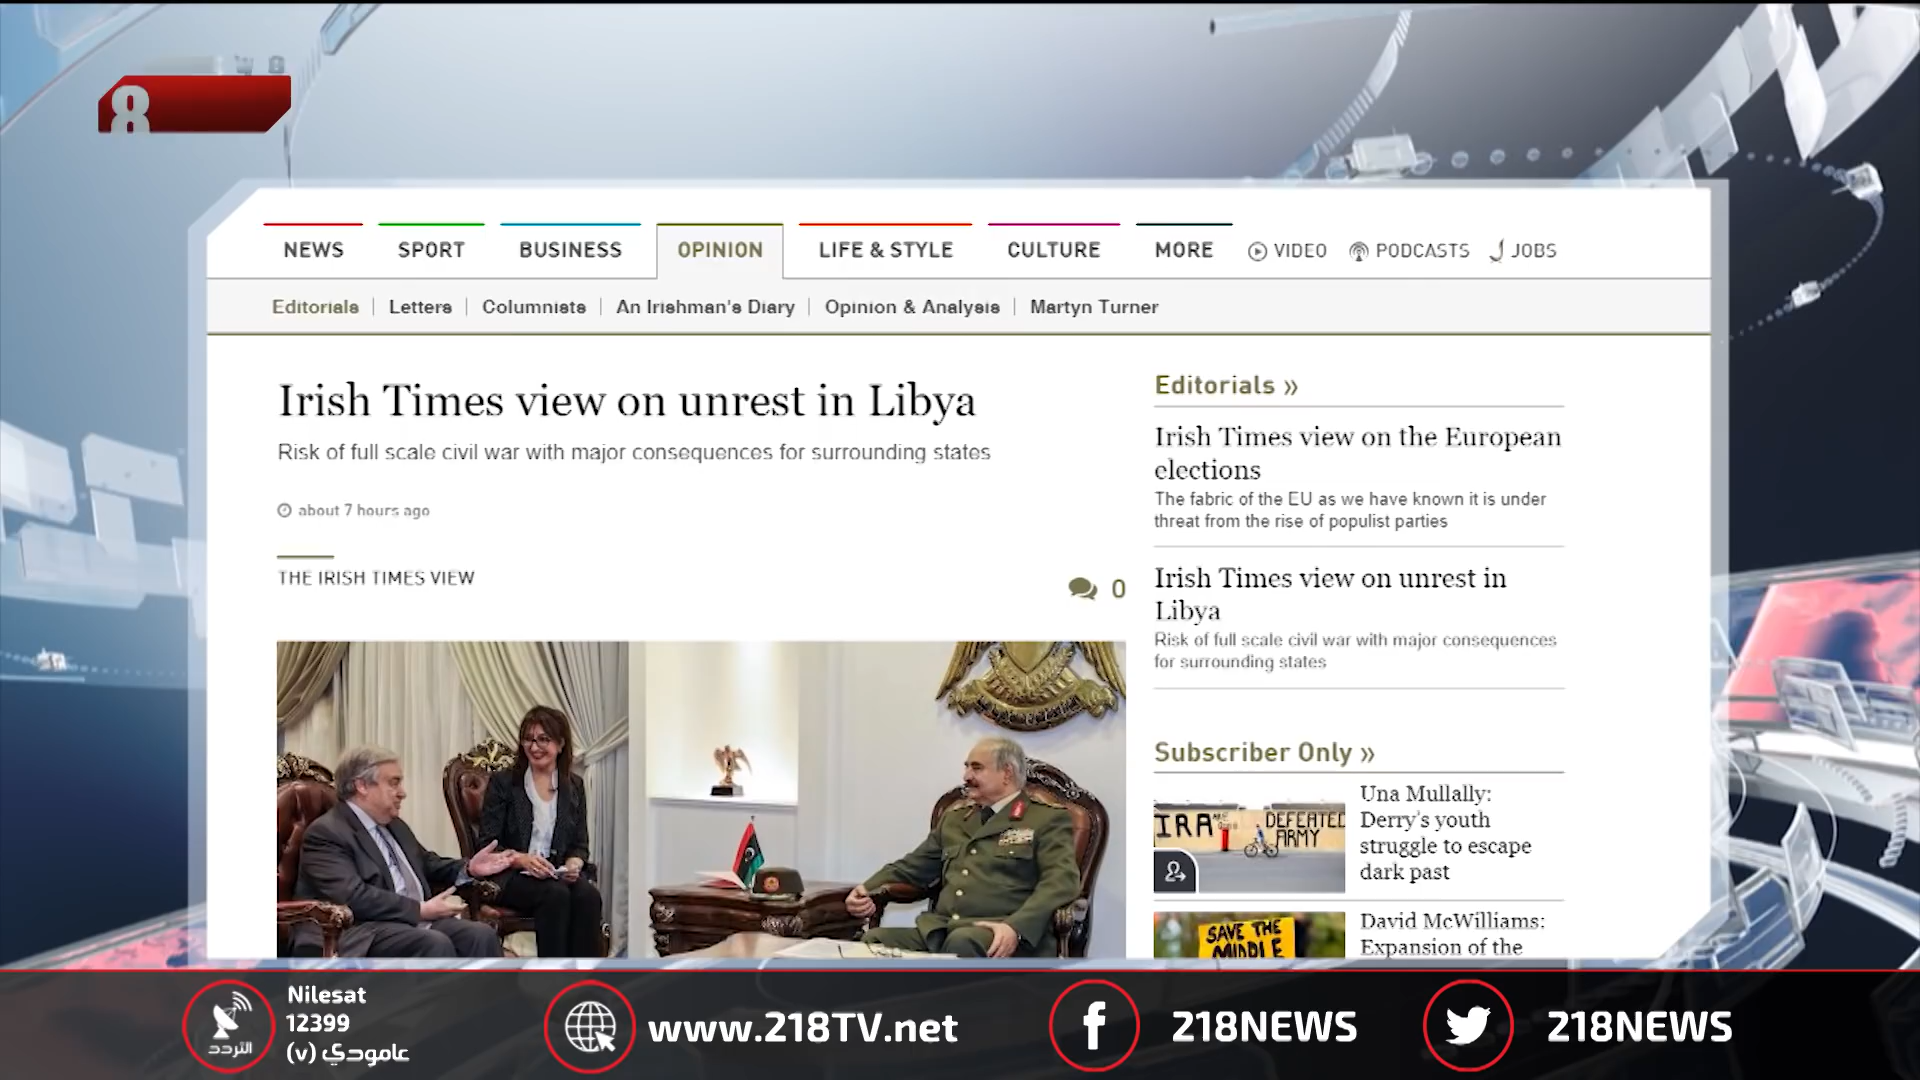 8
NEWS
SPORT
BUSINESS
OPINION
LIFE & STYLE
CULTURE
MORE
VIDEO
PODCASTS
JOBS
Editorials
Letters
Columnists
An Irishman's Diary
Opinion & Analysis
Martyn Turner
Irish Times view on unrest in Libya
Risk of full scale civil war with major consequences for surrounding states
about 7 hours ago
THE IRISH TIMES VIEW
0
Editorials »
Irish Times view on the European
elections
The fabric of the EU as we have known it is under
threat from the rise of populist parties
Irish Times view on unrest in
Libya
Risk of full scale civil war with major consequences
for surrounding states
Subscriber Only »
IRA
DEFEATED
ARMY
Una Mullally:
Derry's youth
struggle to escape
dark past
SAVE THE
MIDDLE
David McWilliams:
Expansion of the
التردد
Nilesat
12399
عامودي (v)
www.218TV.net
218NEWS
218NEWS